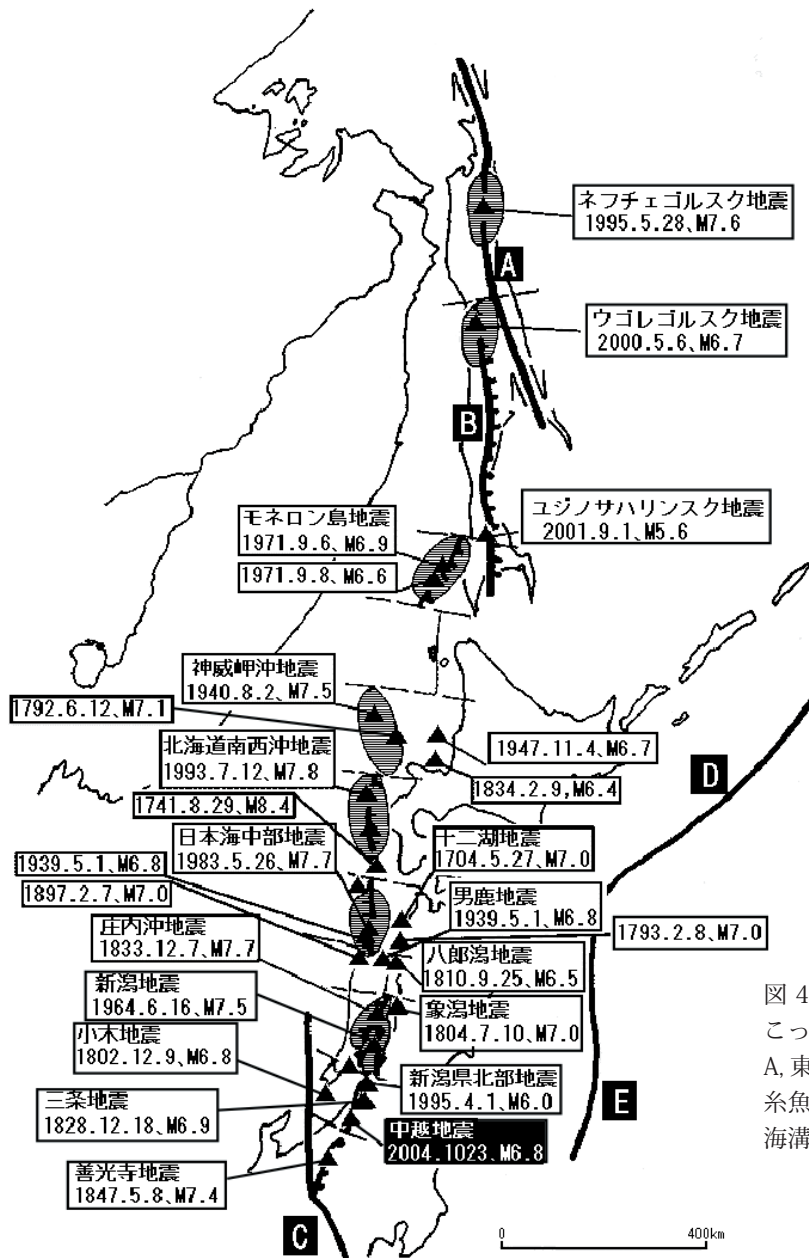 ネフチェゴルスク地震
1995.5.28、M7.6
A
ウゴレゴルスク地震
2000.5.6、M6.7
B
モネロン島地震
1971.9.6、M6.9
1971.9.8、M6.6
ユジノサハリンスク地震
2001.9.1、M5.6
神威岬沖地震
1940.8.2、M7.5
1792.6.12、M7.1
北海道南西沖地震
1993.7.12、M7.8
1947.11.4、M6.7
1834.2.9,M6.4
D
1741.8.29、M8.4
日本海中部地震
1983.5.26、M7.7
十二湖地震
1704.5.27、M7.0
1939.5.1、M6.8
1897.2.7、M7.0
男鹿地震
1939.5.1、M6.8
1793.2.8、M7.0
庄内沖地震
1833.12.7、M7.7
八郎潟地震
1810.9.25、M6.5
新潟地震
1964.6.16、M7.5
象潟地震
1804.7.10、M7.0
小木地震
1802.12.9、M6.8
新潟県北部地震
1995.4.1、M6.0
E
三条地震
1828.12.18、M6.9
中越地震
2004.1023、M6.8
善光寺地震
1847.5.8、M7.4
C
0 400km
図 4
こっ
A,東
糸魚
海溝